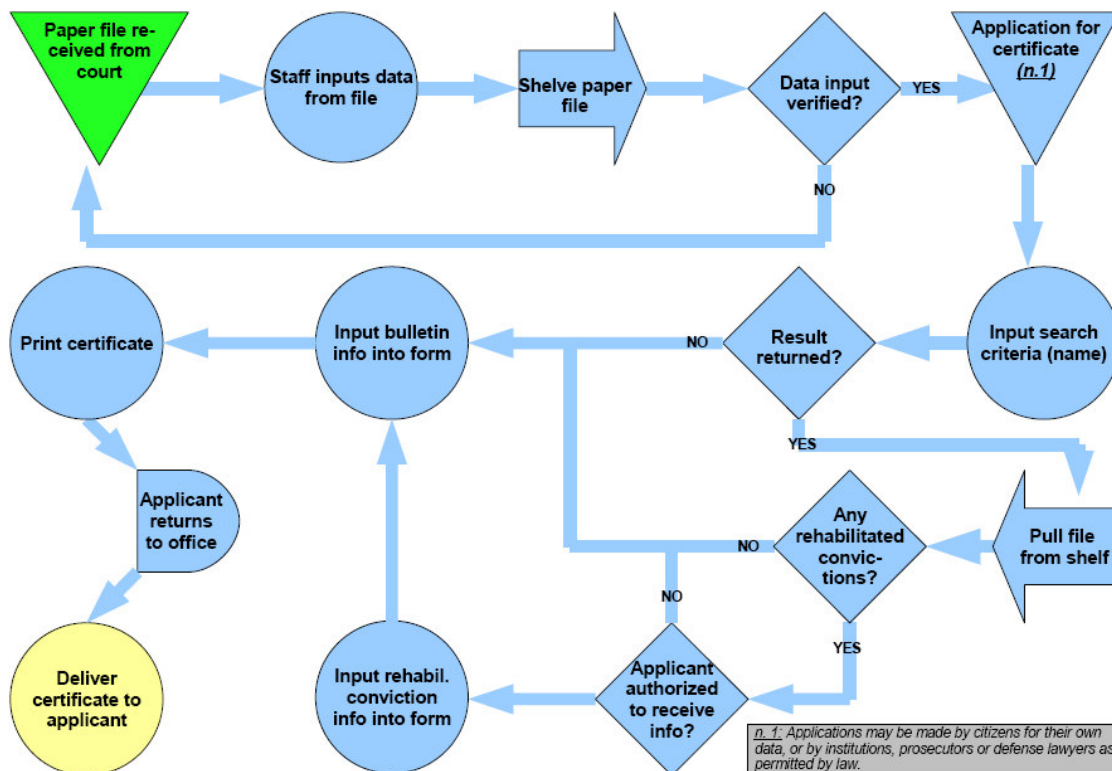 Paper file re-
ceived from
court
Staff inputs data
from file
Shelve paper
file
Data input
verified?
YES
Application for
certificate
(n.1)
NO
Print certificate
Input bulletin
info into form
NO
Result
returned?
Input search
criteria (name)
YES
Applicant
returns
to office
NO
Any
rehabilitated
convic-
tions?
Pull file
from shelf
NO
YES
Deliver
certificate to
applicant
Input rehabil.
conviction
info into form
Applicant
authorized
to receive
info?
n. 1: Applications may be made by citizens for their own
data, or by institutions, prosecutors or defense lawyers as
permitted by law.